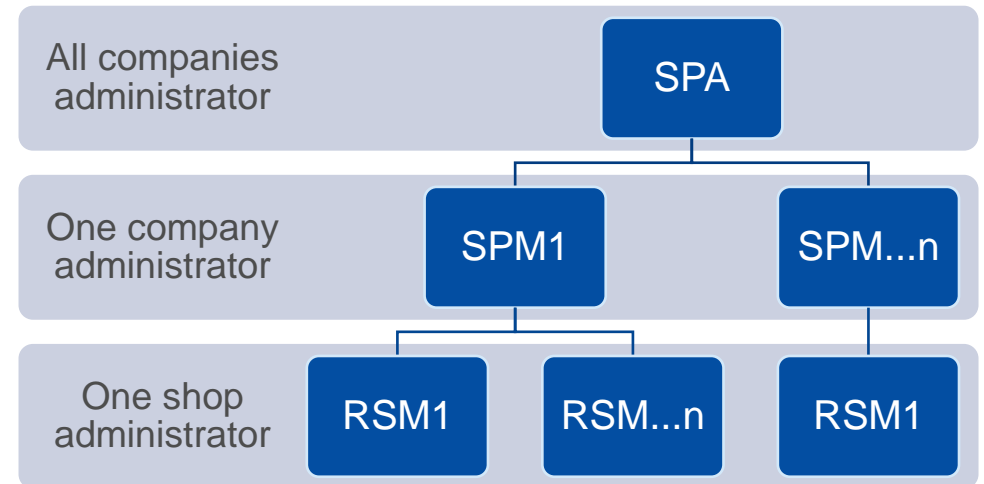 All companies
administrator
SPA
One company
administrator
SPM1
SPM...n
One shop
administrator
RSM1
RSM...n
RSM1